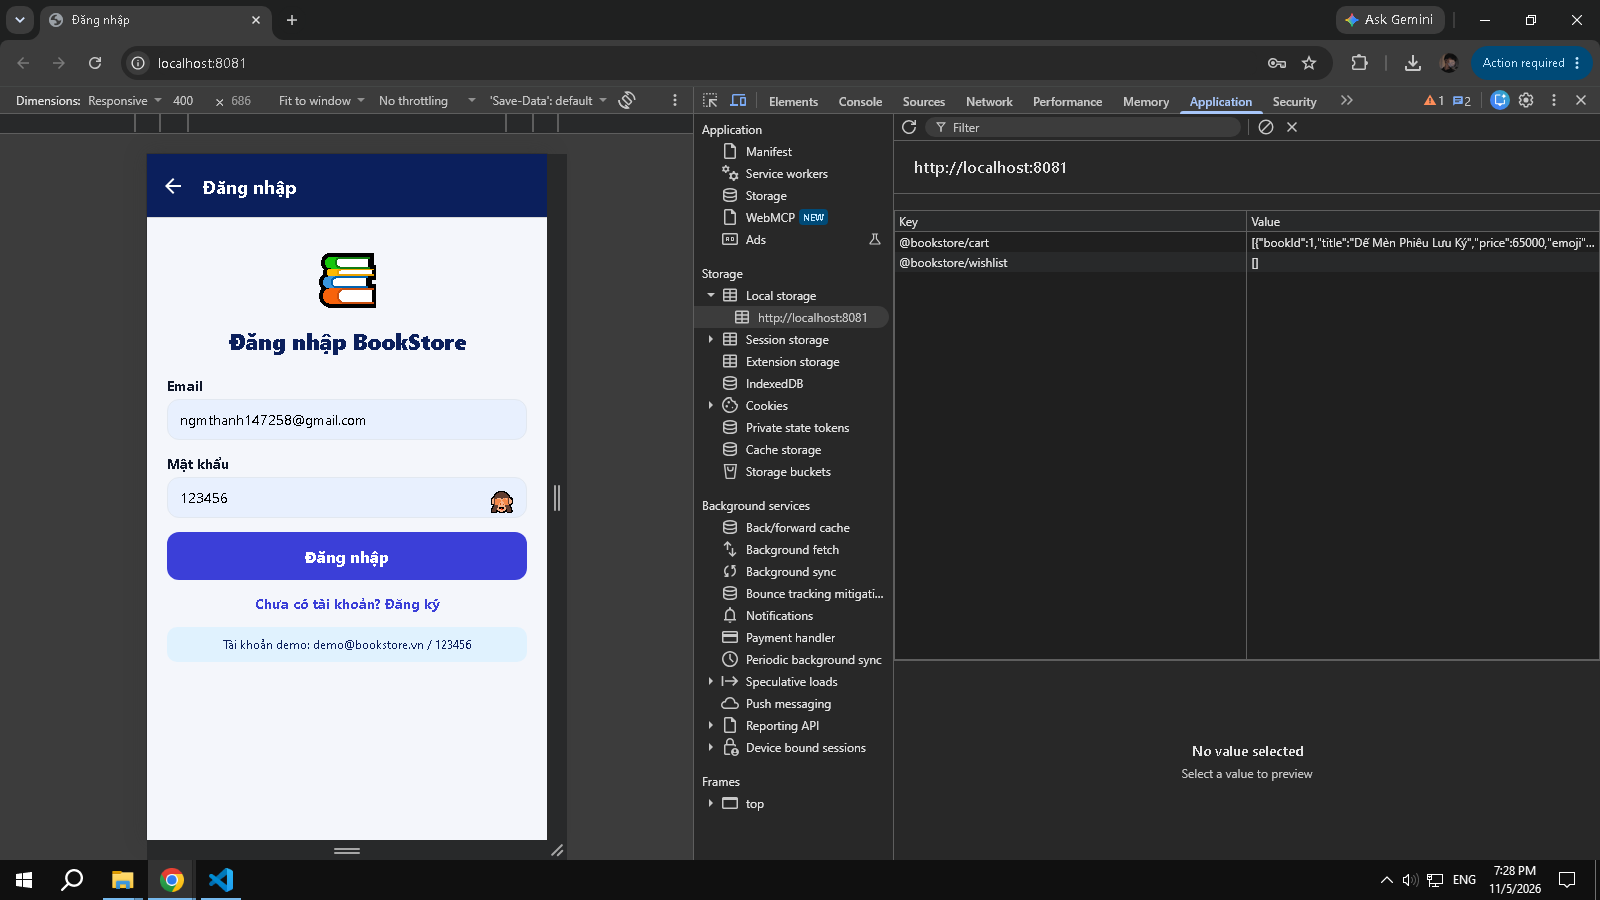 Đăng nhập
Ask Gemini
localhost:8081
Action required
Dimensions: Responsive 400 × 686 Fit to window No throttling 'Save-Data': default
Elements Console Sources Network Performance Memory Application Security 1 2
Đăng nhập
Đăng nhập BookStore
Email
ngmthanh147258@gmail.com
Mật khẩu
123456
Đăng nhập
Chưa có tài khoản? Đăng ký
Tài khoản demo: demo@bookstore.vn / 123456
Application
Manifest
Service workers
Storage
WebMCP NEW
Ads
Storage
Local storage
http://localhost:8081
Session storage
Extension storage
IndexedDB
Cookies
Private state tokens
Cache storage
Storage buckets
Background services
Back/forward cache
Background fetch
Background sync
Bounce tracking mitigati...
Notifications
Payment handler
Periodic background sync
Speculative loads
Push messaging
Reporting API
Device bound sessions
Frames
top
Filter
http://localhost:8081
Key Value
@bookstore/cart [{"bookId":1,"title":"Dế Mèn Phiêu Lưu Ký","price":65000,"emoji"...
@bookstore/wishlist []
No value selected
Select a value to preview
ENG
7:28 PM
11/5/2026